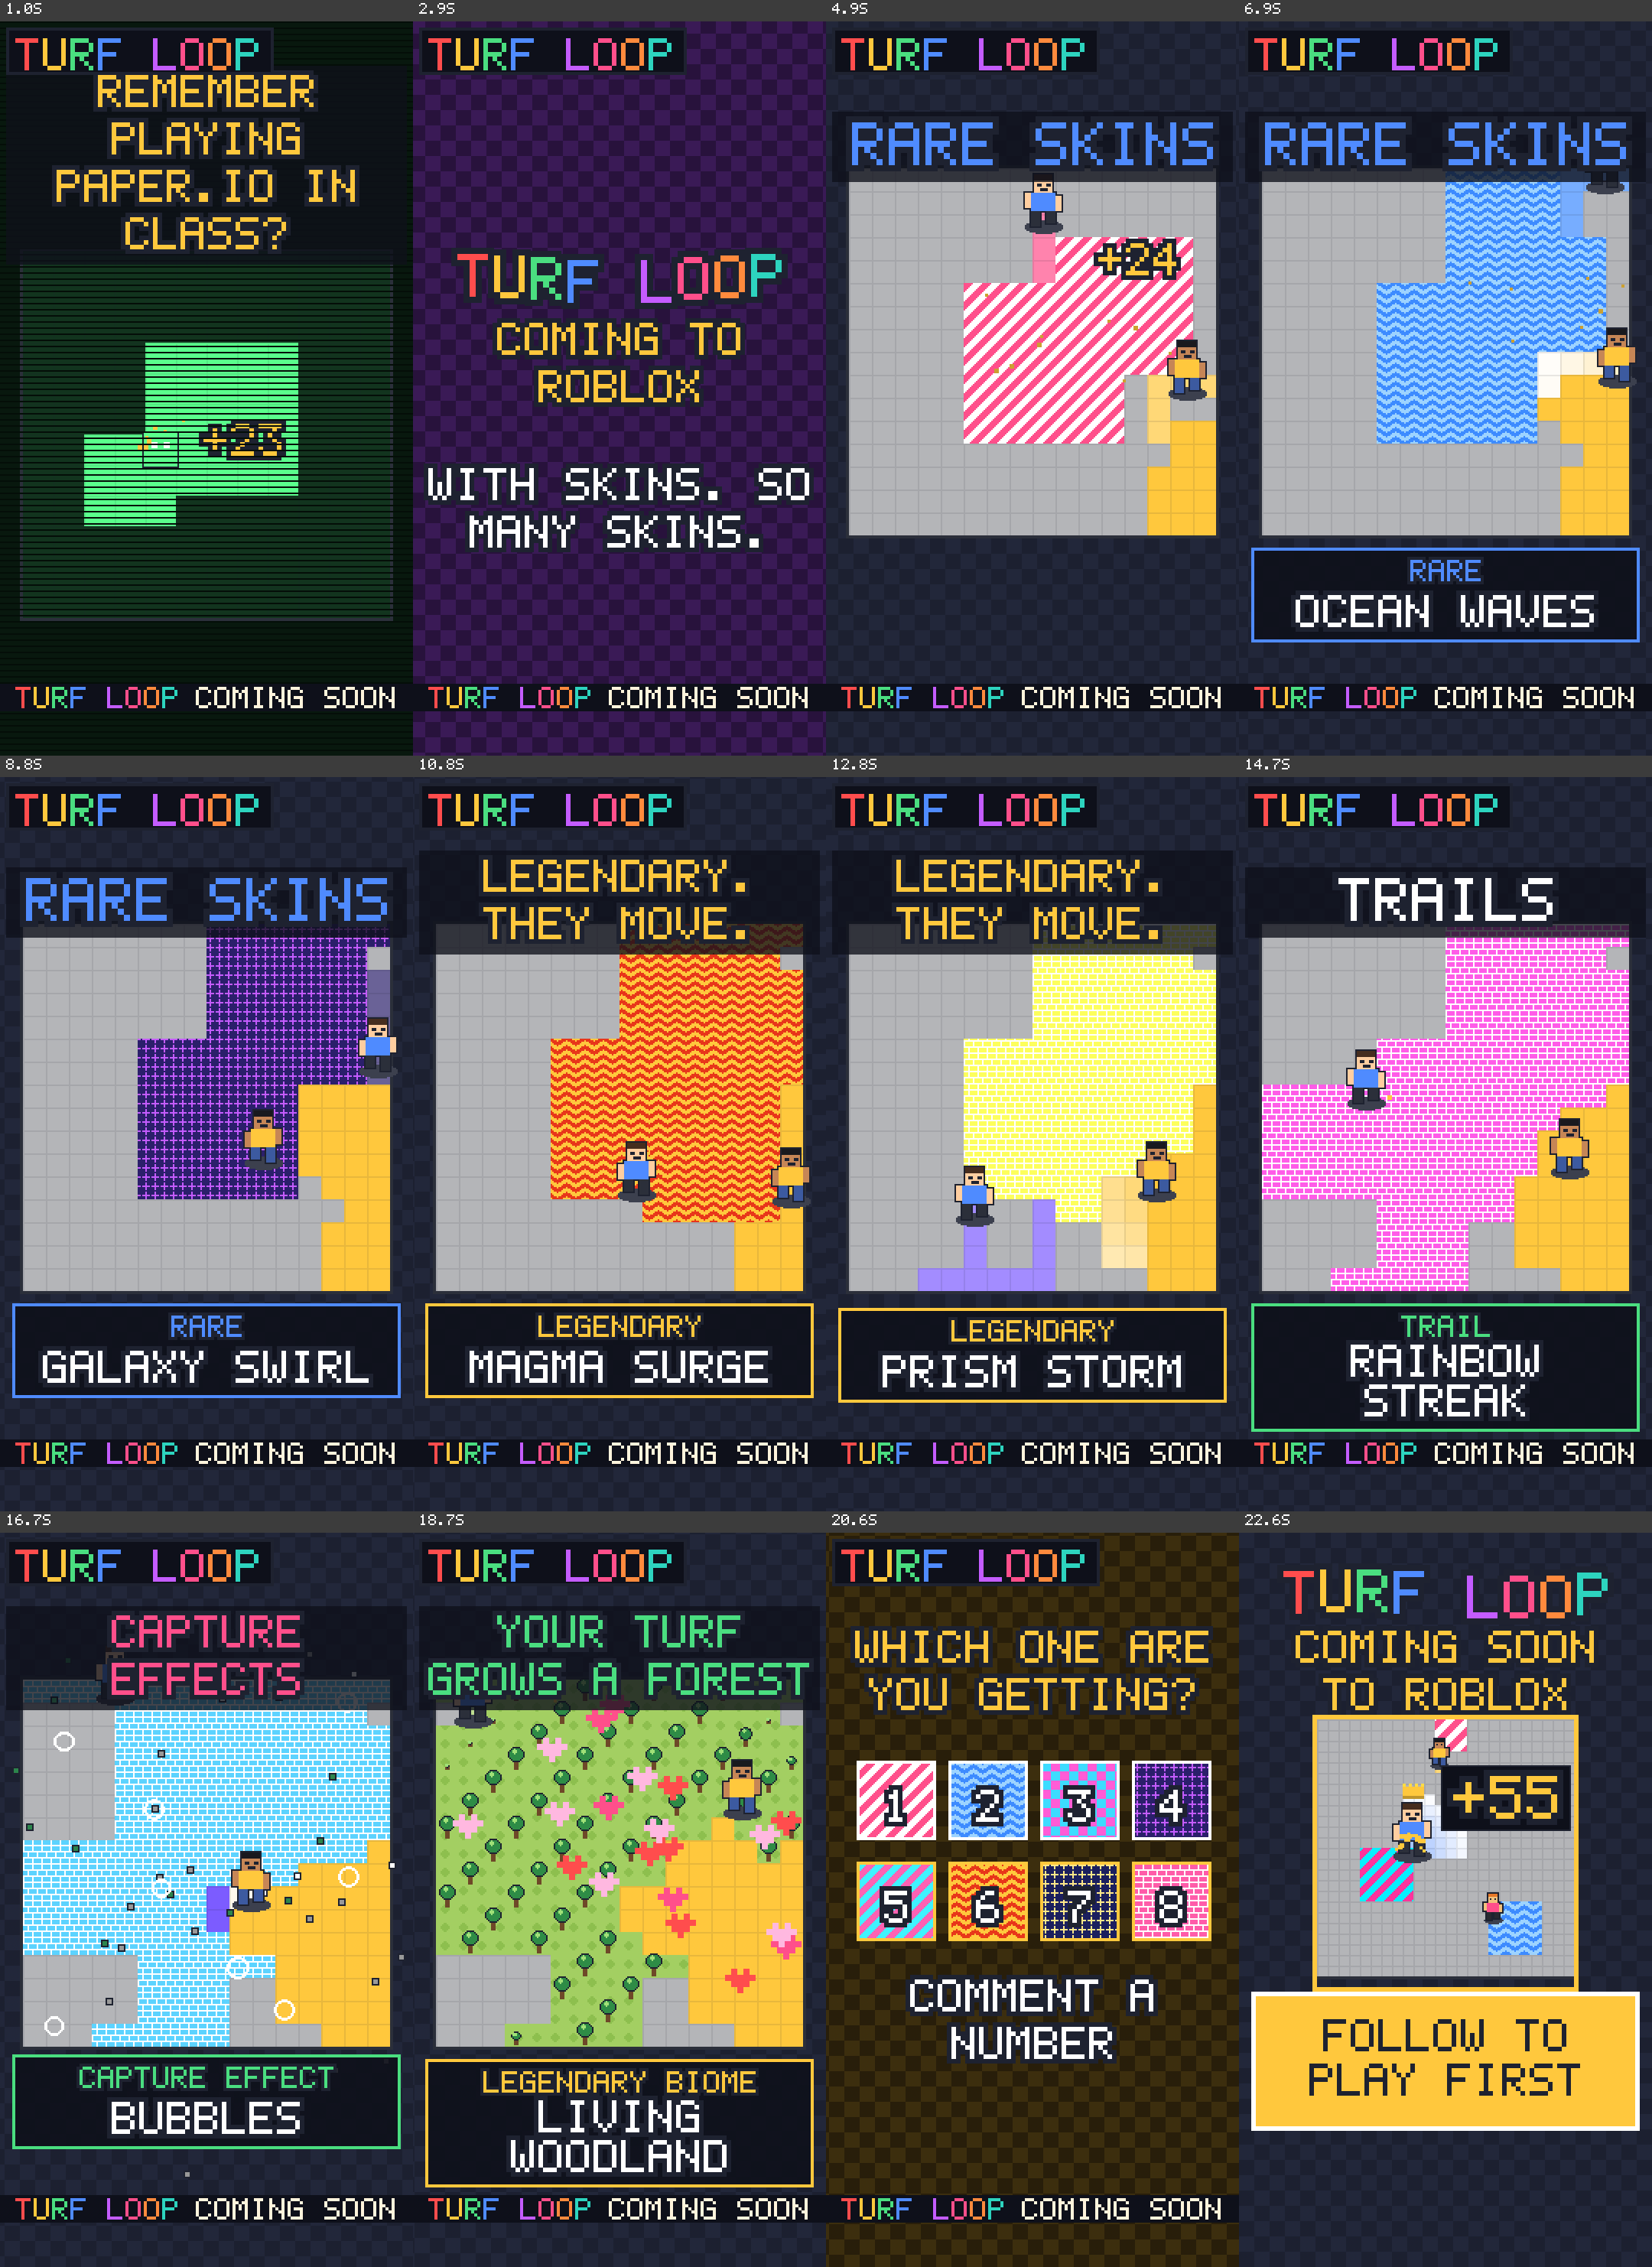 1.0S
TURF LOOP
REMEMBER
PLAYING
PAPER.IO IN
CLASS?
+23
TURF LOOP COMING SOON
2.9S
TURF LOOP
TURF LOOP
COMING TO
ROBLOX
WITH SKINS. SO
MANY SKINS.
TURF LOOP COMING SOON
4.9S
TURF LOOP
RARE SKINS
+24
TURF LOOP COMING SOON
6.9S
TURF LOOP
RARE SKINS
RARE
OCEAN WAVES
TURF LOOP COMING SOON
8.8S
TURF LOOP
RARE SKINS
RARE
GALAXY SWIRL
TURF LOOP COMING SOON
10.8S
TURF LOOP
LEGENDARY.
THEY MOVE.
LEGENDARY
MAGMA SURGE
TURF LOOP COMING SOON
12.8S
TURF LOOP
LEGENDARY.
THEY MOVE.
LEGENDARY
PRISM STORM
TURF LOOP COMING SOON
14.7S
TURF LOOP
TRAILS
TRAIL
RAINBOW
STREAK
TURF LOOP COMING SOON
16.7S
TURF LOOP
CAPTURE
EFFECTS
CAPTURE EFFECT
BUBBLES
TURF LOOP COMING SOON
18.7S
TURF LOOP
YOUR TURF
GROWS A FOREST
LEGENDARY BIOME
LIVING
WOODLAND
TURF LOOP COMING SOON
20.6S
TURF LOOP
WHICH ONE ARE
YOU GETTING?
1 2 3 4
5 6 7 8
COMMENT A
NUMBER
TURF LOOP COMING SOON
22.6S
TURF LOOP
COMING SOON
TO ROBLOX
+55
FOLLOW TO
PLAY FIRST